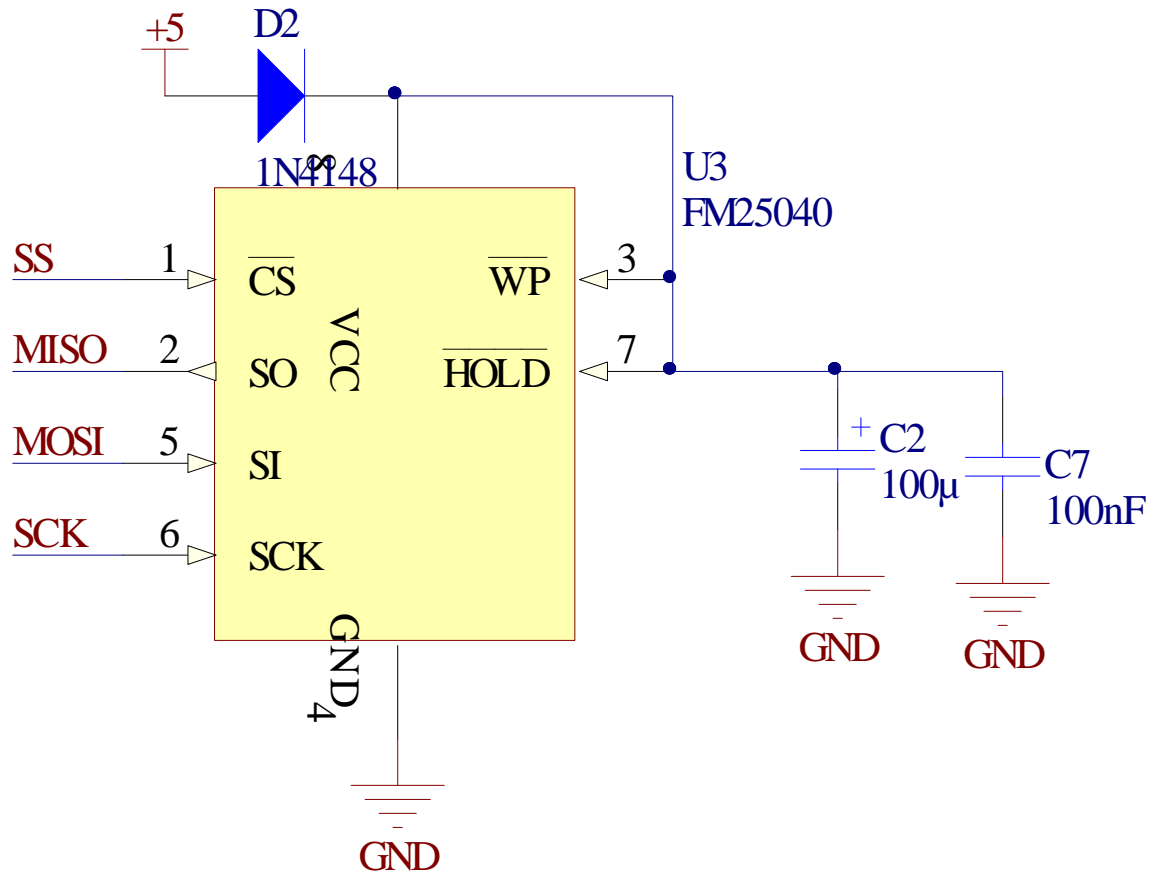 +5
D2
1N4148
8
U3
FM25040
SS
1
CS
WP
3
MISO
2
SO
VCC
HOLD
7
MOSI
5
SI
SCK
6
SCK
GND
4
+
C2
100µ
C7
100nF
GND
GND
GND